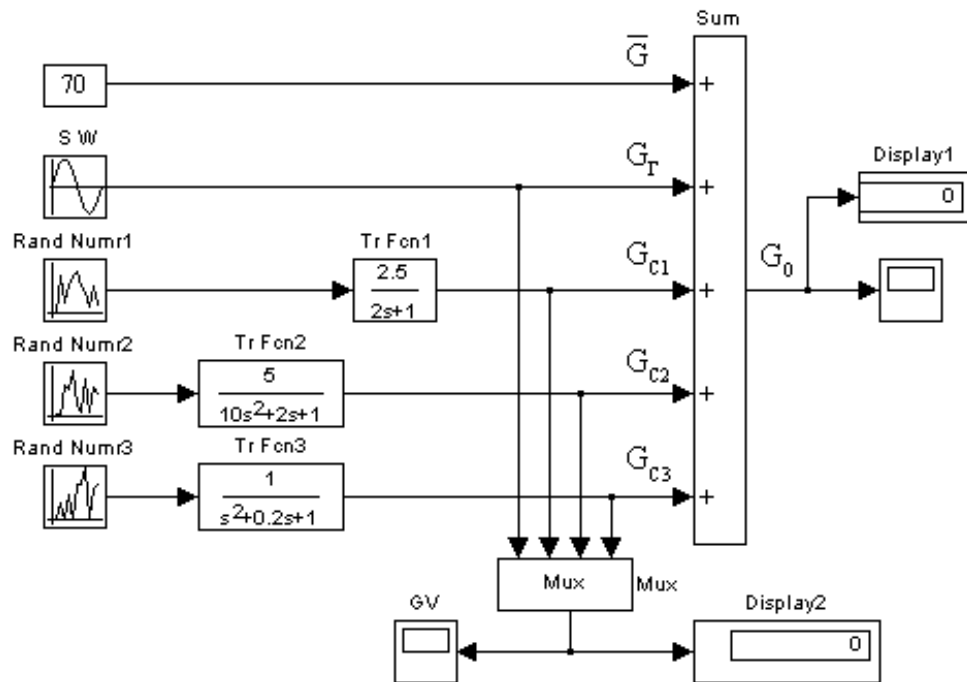 Sum
G̅
70
+
S W
G_T
+
Display1
0
Rand Numr1
Tr Fcn1
2.5
2s+1
G_C1
+
G_0
Rand Numr2
Tr Fcn2
5
10s²+2s+1
G_C2
+
Rand Numr3
Tr Fcn3
1
s²+0.2s+1
G_C3
+
Mux
Mux
GV
Display2
0